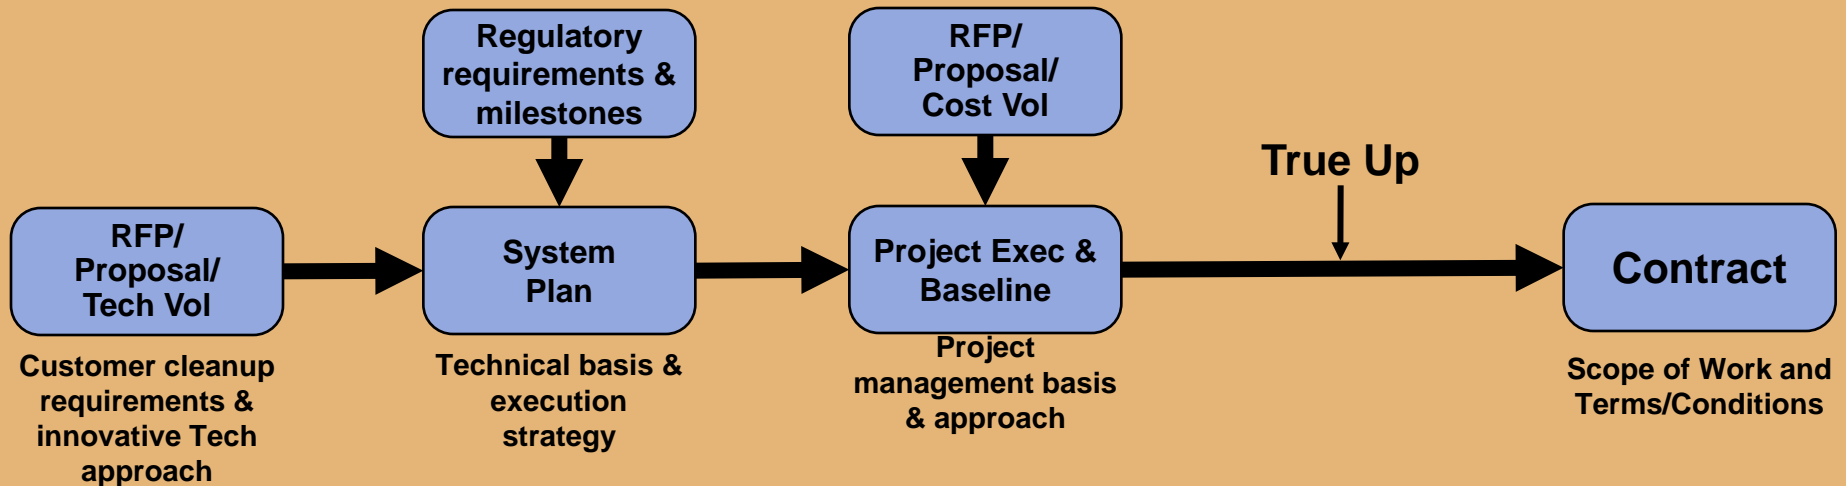 Regulatory
requirements &
milestones
RFP/
Proposal/
Cost Vol
True Up
RFP/
Proposal/
Tech Vol
System
Plan
Project Exec &
Baseline
Contract
Customer cleanup
requirements &
innovative Tech
approach
Technical basis &
execution
strategy
Project
management basis
& approach
Scope of Work and
Terms/Conditions